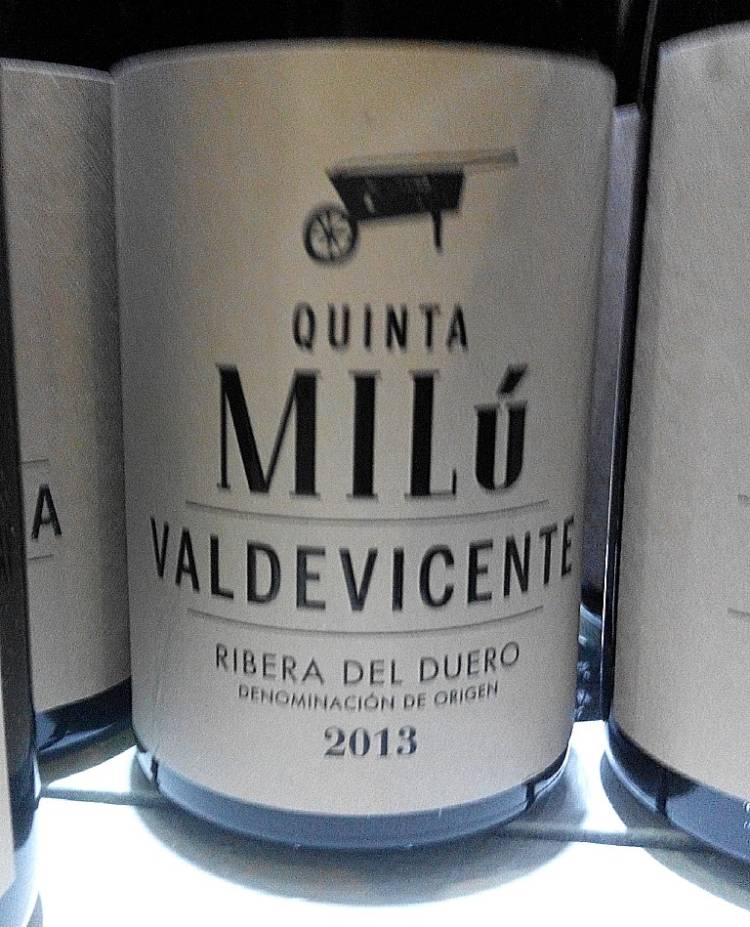 QUINTA
MILú
VALDEVICENTE
RIBERA DEL DUERO
DENOMINACIÓN DE ORIGEN
2013
A